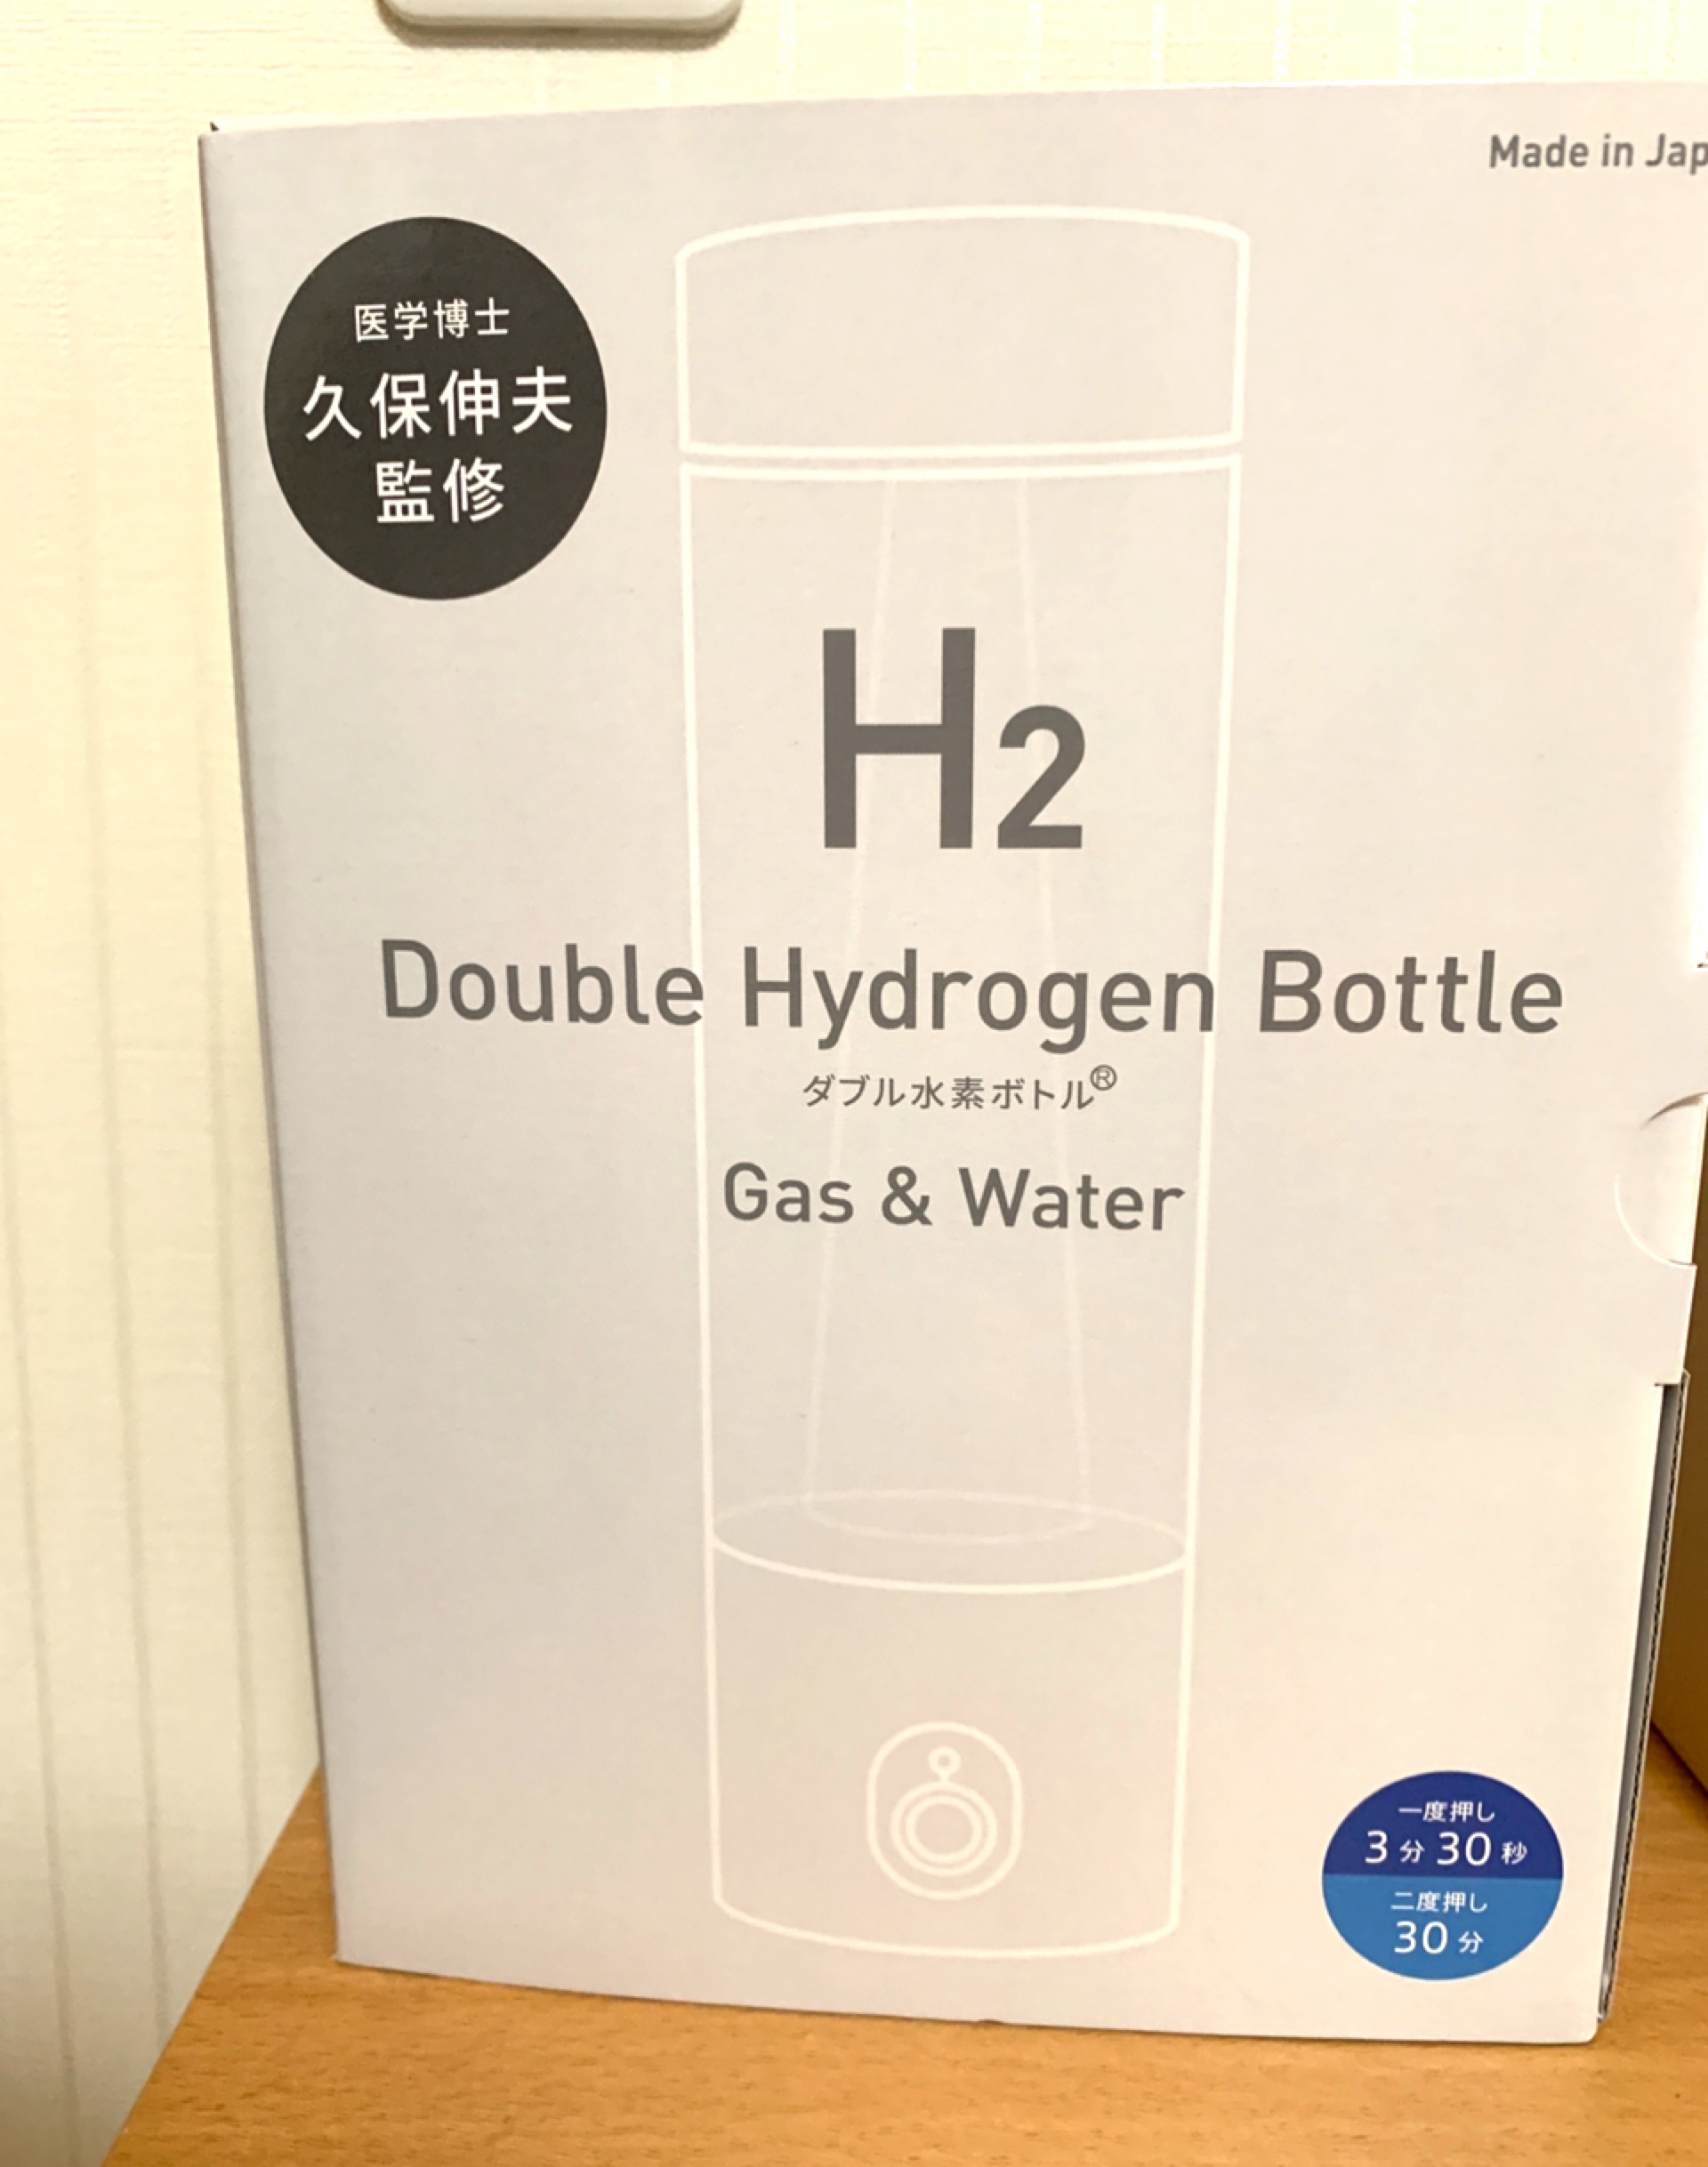 Made in Jap
医学博士
久保伸夫
監修
H2
Double Hydrogen Bottle
ダブル水素ボトル®
Gas & Water
一度押し
3分30秒
二度押し
30分